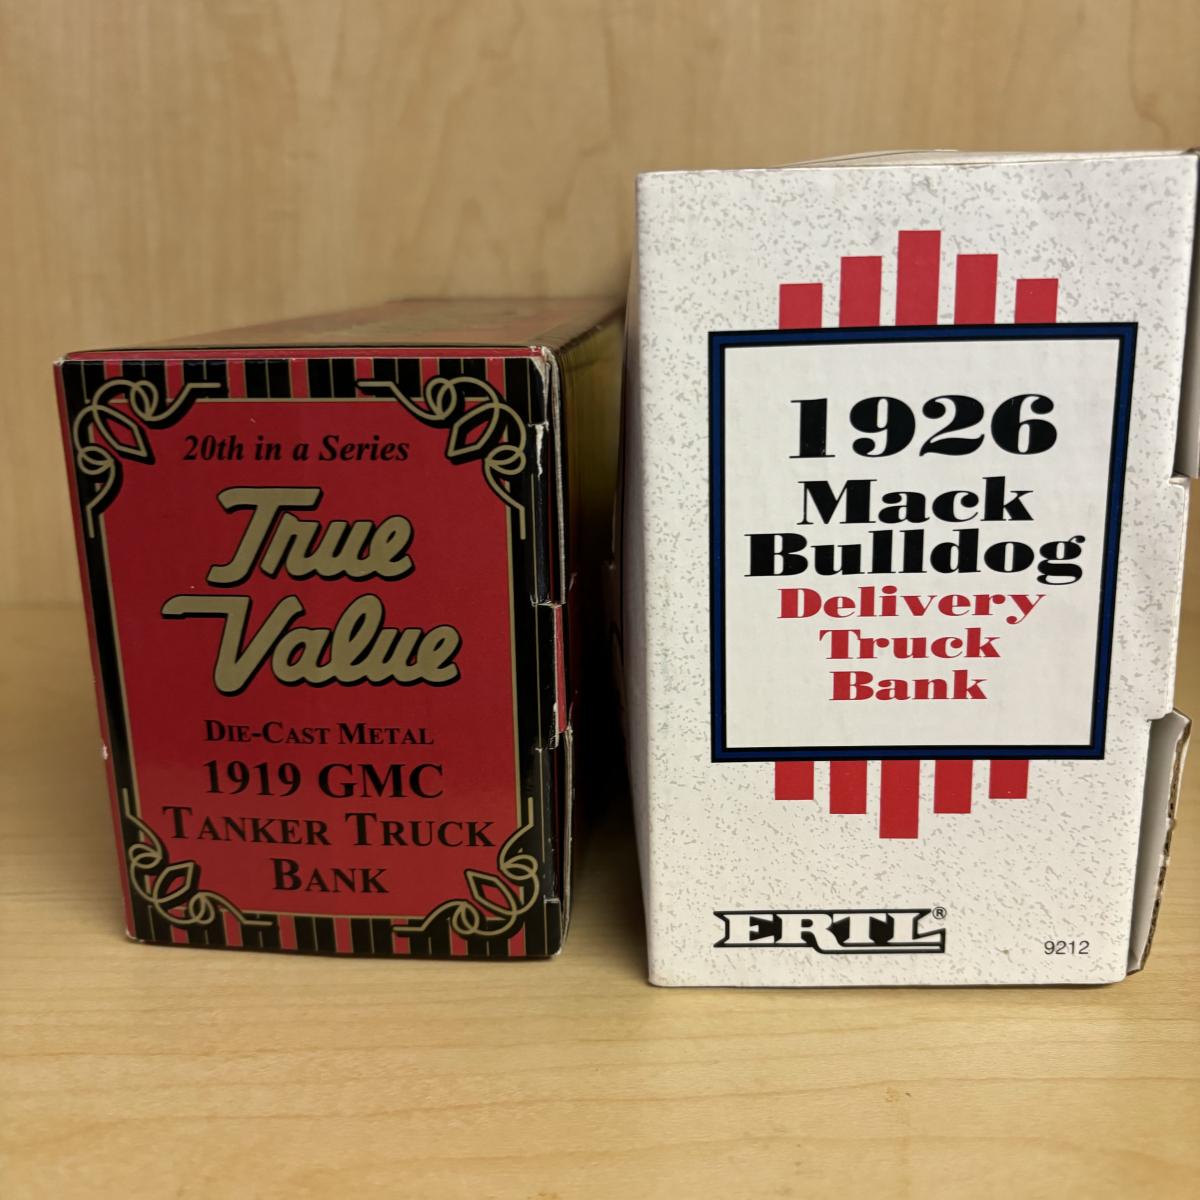 20th in a Series
True
Value
DIE-CAST METAL
1919 GMC
TANKER TRUCK
BANK
1926
Mack
Bulldog
Delivery
Truck
Bank
ERTL®
9212